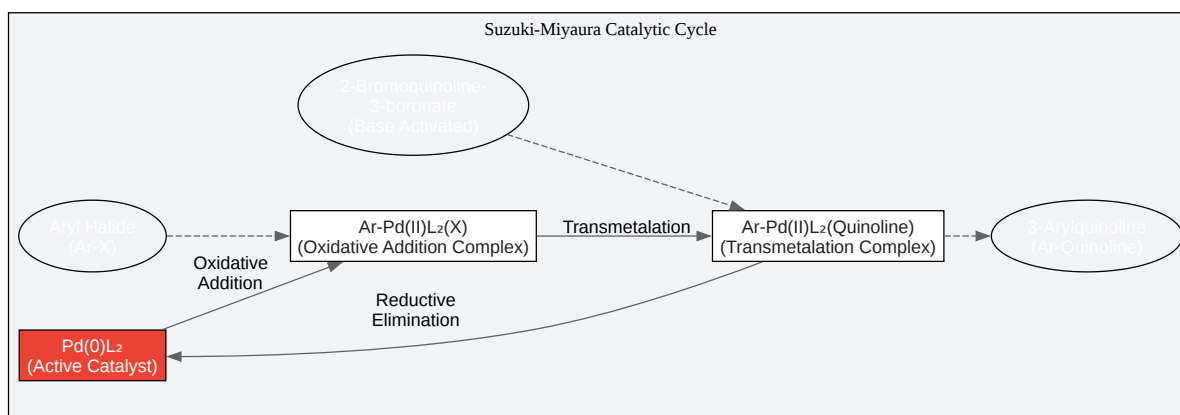 Suzuki-Miyaura Catalytic Cycle
2-Bromoquinoline-
3-boronate
(Base Activated)
Aryl Halide
(Ar-X)
Ar-Pd(II)L₂(X)
(Oxidative Addition Complex)
Transmetalation
Ar-Pd(II)L₂(Quinoline)
(Transmetalation Complex)
3-Arylquinoline
(Ar-Quinoline)
Oxidative
Addition
Reductive
Elimination
Pd(0)L₂
(Active Catalyst)